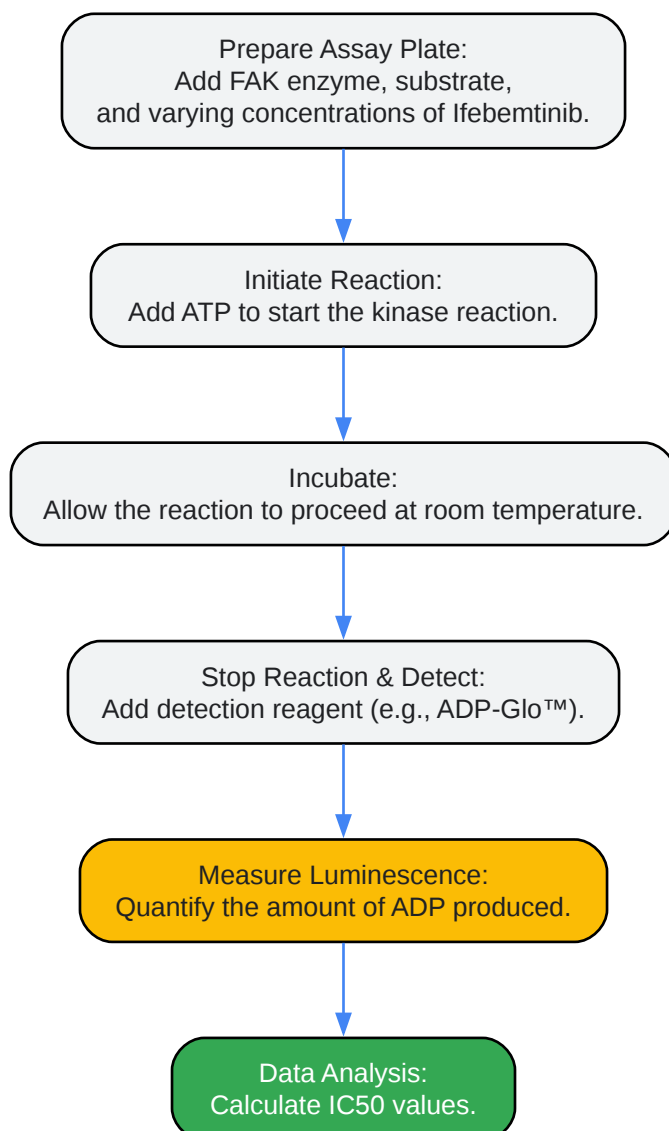 Prepare Assay Plate:
Add FAK enzyme, substrate,
and varying concentrations of Ifebemtinib.
Initiate Reaction:
Add ATP to start the kinase reaction.
Incubate:
Allow the reaction to proceed at room temperature.
Stop Reaction & Detect:
Add detection reagent (e.g., ADP-Glo™).
Measure Luminescence:
Quantify the amount of ADP produced.
Data Analysis:
Calculate IC50 values.